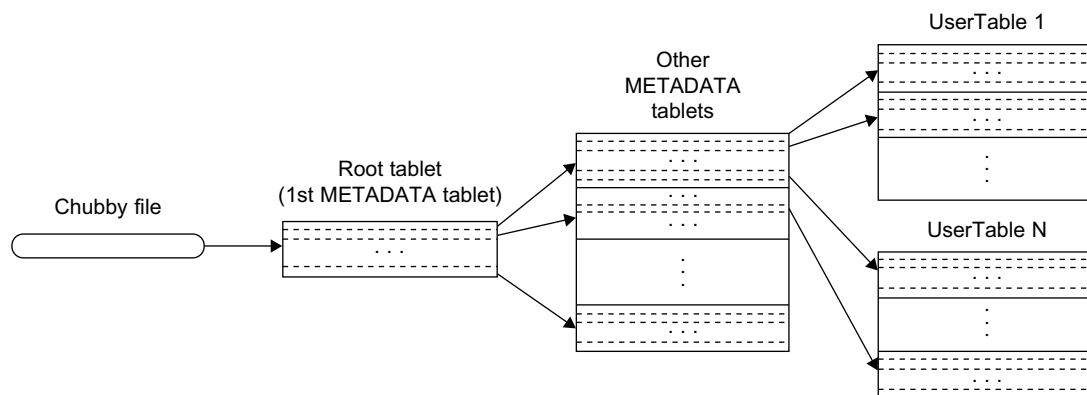 UserTable 1
. . .
. . .
.
.
.
Other
METADATA
tablets
. . .
. . .
.
.
.
. . .
Root tablet
(1st METADATA tablet)
. . .
Chubby file
UserTable N
. . .
.
.
.
. . .